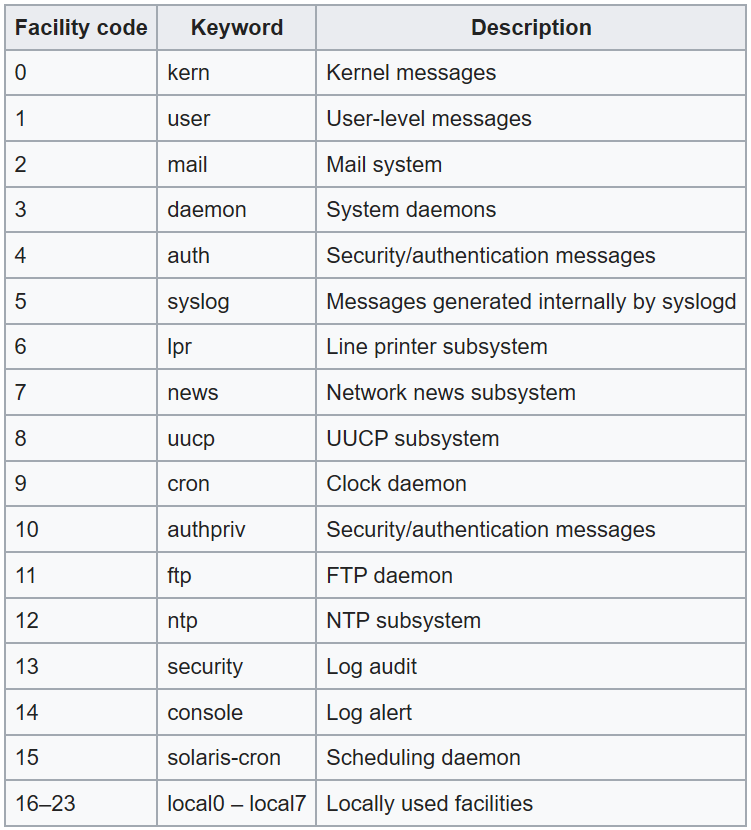 Facility code Keyword Description
0 kern Kernel messages
1 user User-level messages
2 mail Mail system
3 daemon System daemons
4 auth Security/authentication messages
5 syslog Messages generated internally by syslogd
6 lpr Line printer subsystem
7 news Network news subsystem
8 uucp UUCP subsystem
9 cron Clock daemon
10 authpriv Security/authentication messages
11 ftp FTP daemon
12 ntp NTP subsystem
13 security Log audit
14 console Log alert
15 solaris-cron Scheduling daemon
16–23 local0 – local7 Locally used facilities